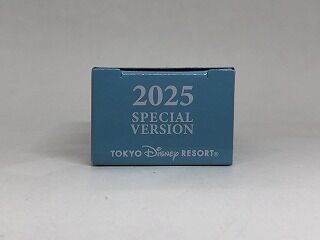 2025
SPECIAL
VERSION
TOKYO Disney RESORT®